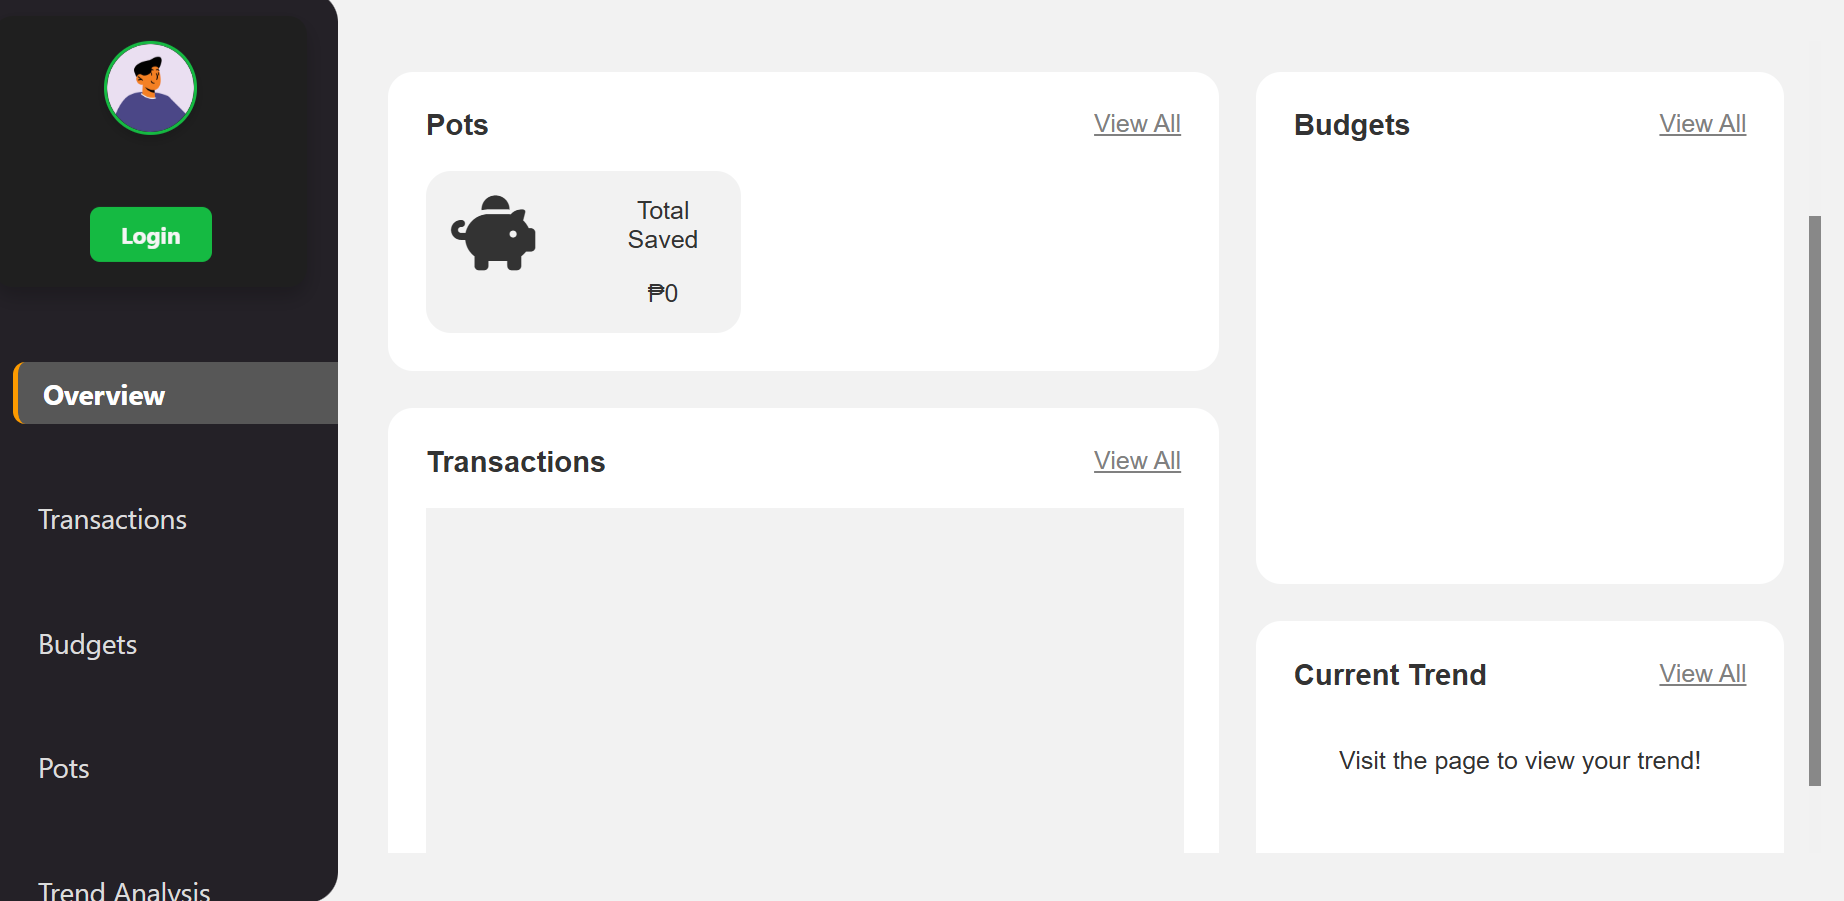 Login
Overview
Transactions
Budgets
Pots
Trend Analysis
Pots
View All
Total
Saved
₱0
Transactions
View All
Budgets
View All
Current Trend
View All
Visit the page to view your trend!